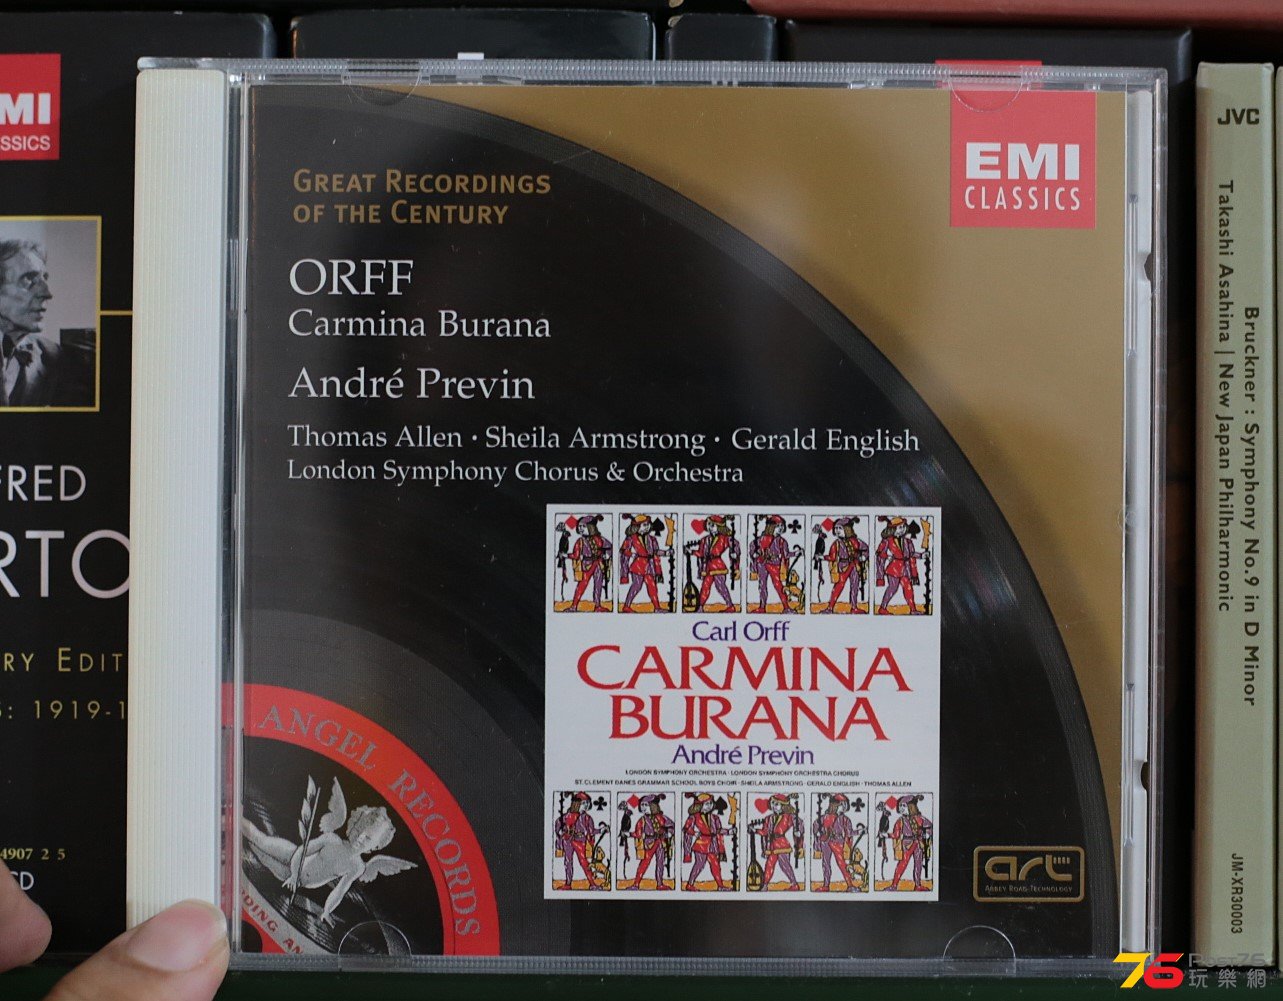 EMI
CLASSICS
GREAT RECORDINGS
OF THE CENTURY
ORFF
Carmina Burana
André Previn
Thomas Allen · Sheila Armstrong · Gerald English
London Symphony Chorus & Orchestra
Carl Orff
CARMINA
BURANA
André Previn
LONDON SYMPHONY ORCHESTRA · LONDON SYMPHONY ORCHESTRA CHORUS
ST. CLEMENT DANES GRAMMAR SCHOOL BOYS CHOIR · SHEILA ARMSTRONG · GERALD ENGLISH · THOMAS ALLEN
ANGEL RECORDS
art
ABBEY ROAD TECHNOLOGY
MI
SSICS
FRED
RTO
RY EDIT
: 1919-1
4907 2 5
CD
JVC
Takashi Asahina | New Japan Philharmonic
Bruckner : Symphony No.9 in D Minor
JM-XR30003
76
Post76
玩樂網